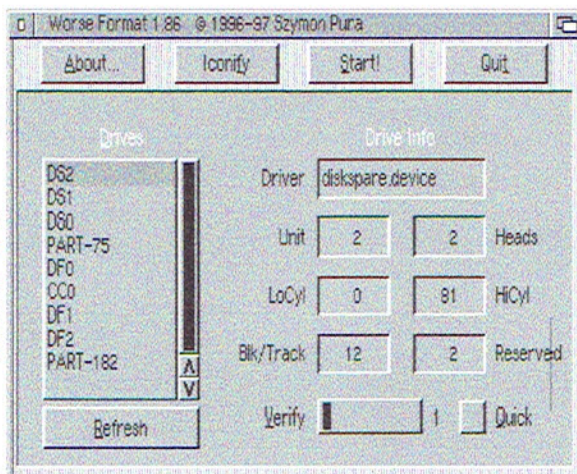 Worse Format 1.86 © 1996-97 Szymon Pura
About... Iconify Start! Quit
Drives
DS2
DS1
DS0
PART-75
DF0
CC0
DF1
DF2
PART-182
Refresh
Drive Info
Driver diskspare.device
Unit 2 2 Heads
LoCyl 0 81 HiCyl
Blk/Track 12 2 Reserved
Verify 1 Quick